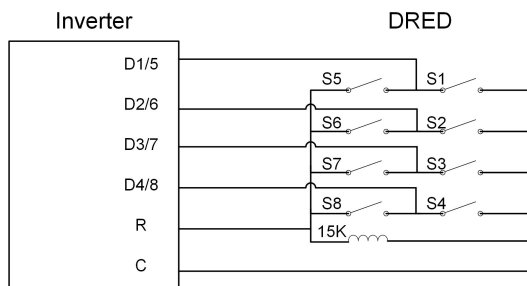 Inverter DRED
D1/5
S5 S1
D2/6
S6 S2
D3/7
S7 S3
D4/8
S8 S4
R 15K
C